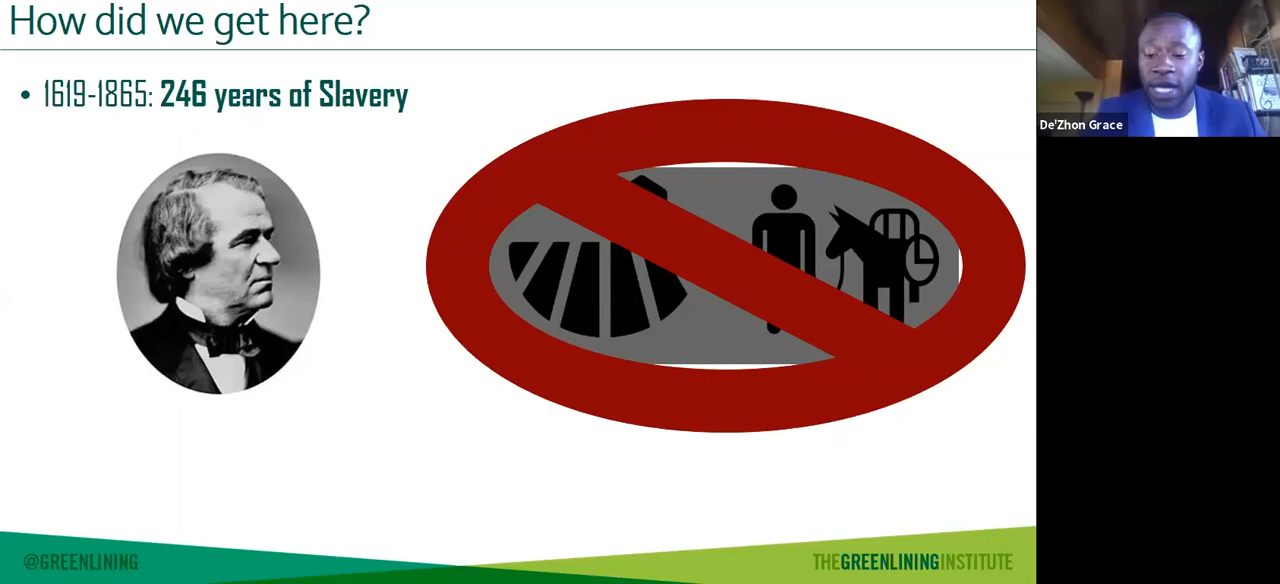 How did we get here?
• 1619-1865: 246 years of Slavery
De'Zhon Grace
@GREENLINING
THEGREENLININGINSTITUTE